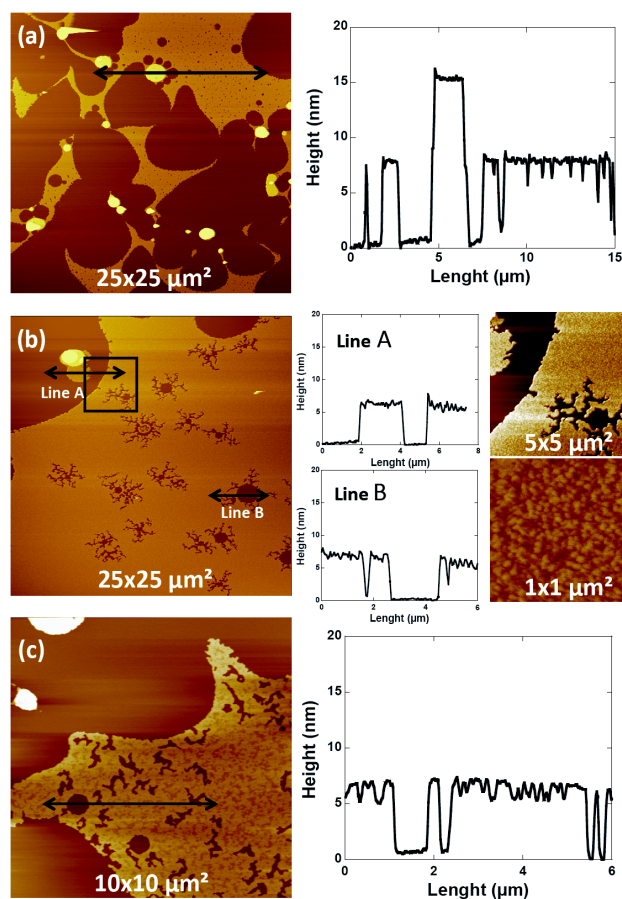 (a)
25x25 µm²
Height (nm)
20
15
10
5
0
0 5 10 15
Lenght (µm)
(b)
Line A
Line B
25x25 µm²
Line A
Height (nm)
20
15
10
5
0
0 2 4 6
Lenght (µm)
Line B
Height (nm)
20
15
10
5
0
0 2 4 6
Lenght (µm)
5x5 µm²
1x1 µm²
(c)
10x10 µm²
Height (nm)
20
15
10
5
0
0 2 4 6
Lenght (µm)